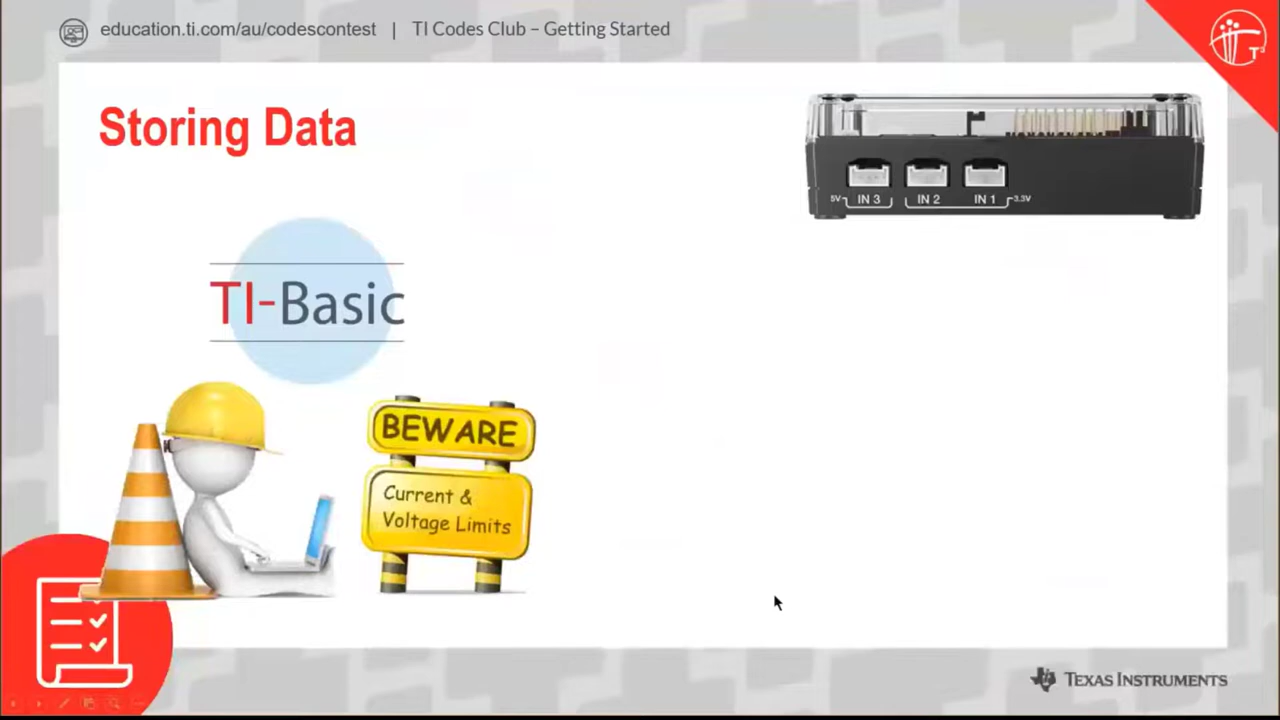 education.ti.com/au/codescontest | TI Codes Club – Getting Started
Storing Data
5V IN 3 IN 2 IN 1 3.3V
TI-Basic
BEWARE
Current &
Voltage Limits
TEXAS INSTRUMENTS